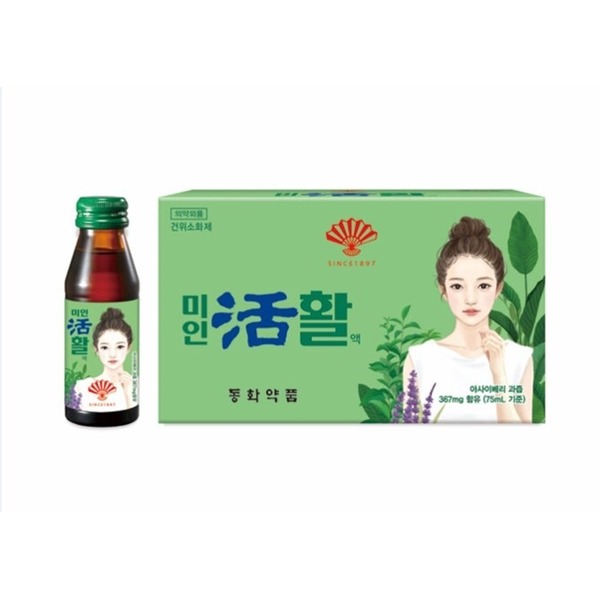 의약외품
건위소화제
SINCE1897
미인
活활액
동화약품
아사이베리 과즙
367mg 함유 (75mL 기준)
미인
活
활액
SINCE1897